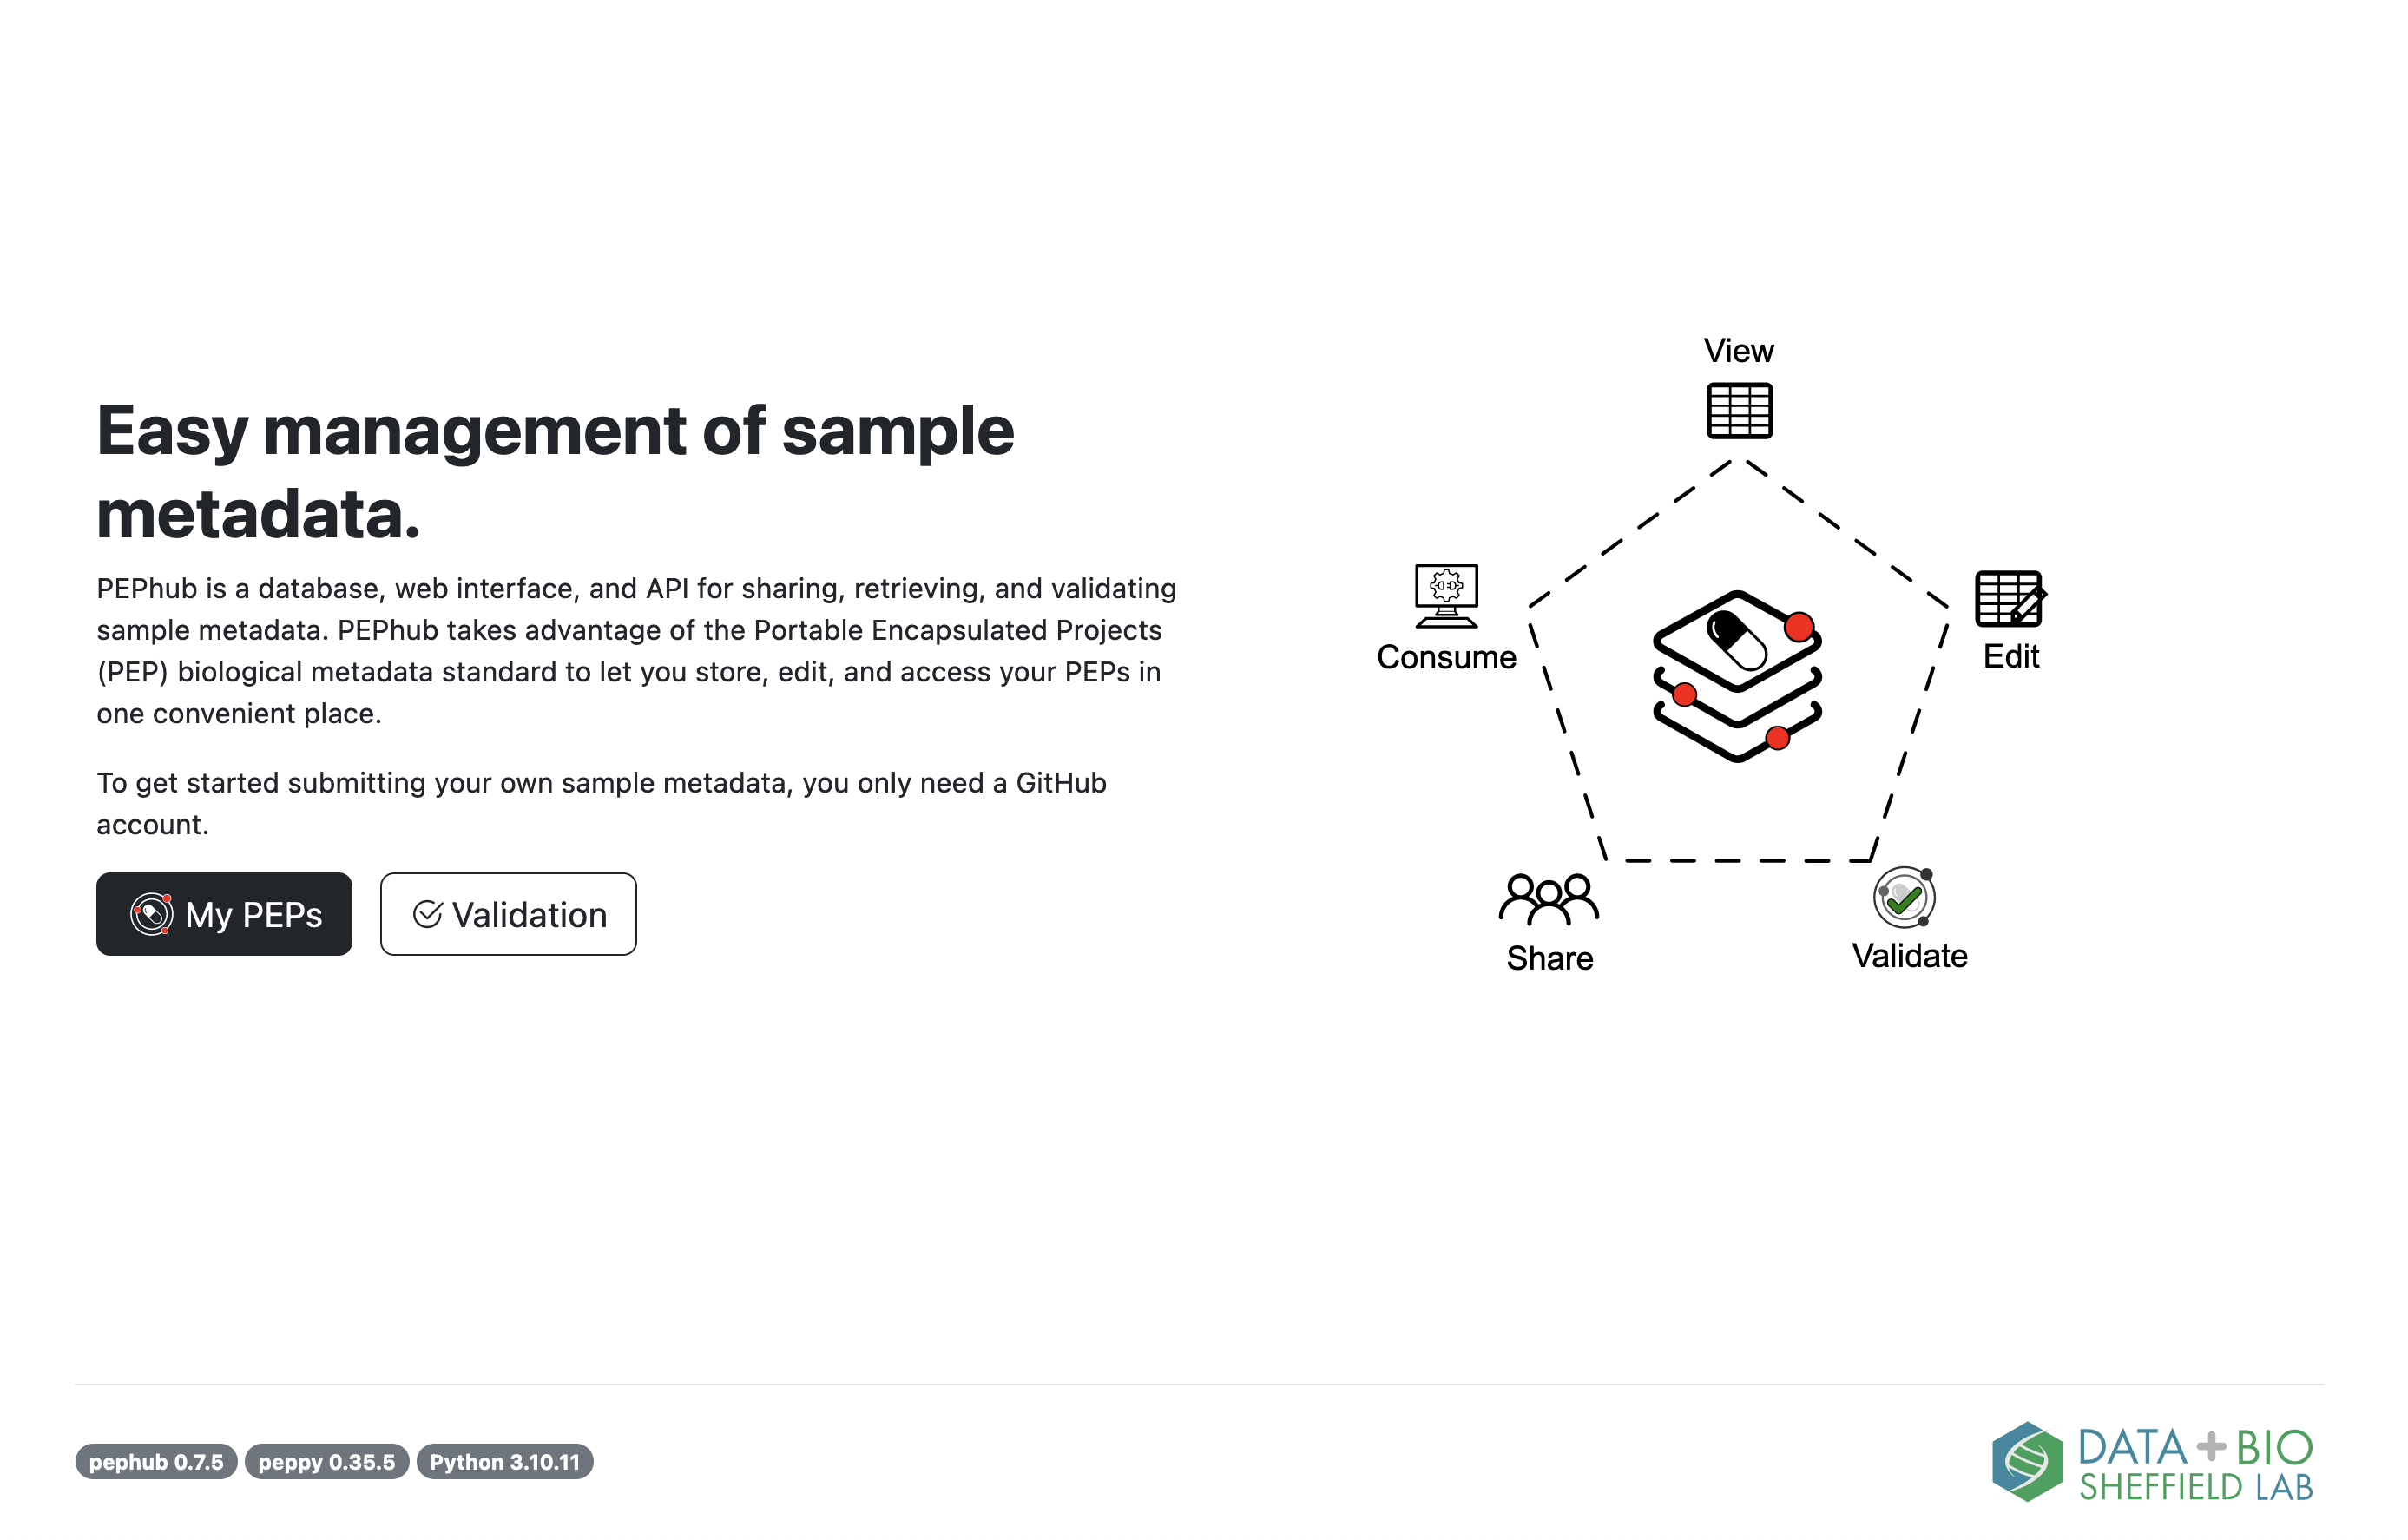 Easy management of sample
metadata.
PEPhub is a database, web interface, and API for sharing, retrieving, and validating
sample metadata. PEPhub takes advantage of the Portable Encapsulated Projects
(PEP) biological metadata standard to let you store, edit, and access your PEPs in
one convenient place.
To get started submitting your own sample metadata, you only need a GitHub
account.
My PEPs
Validation
View
Consume
Edit
Share
Validate
pephub 0.7.5
peppy 0.35.5
Python 3.10.11
DATA+BIO
SHEFFIELD LAB